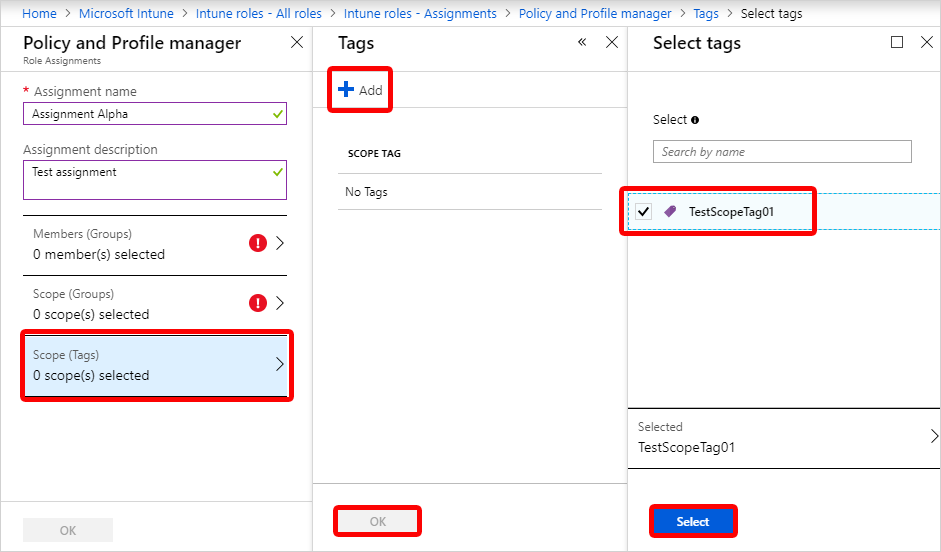 Home > Microsoft Intune > Intune roles - All roles > Intune roles - Assignments > Policy and Profile manager > Tags > Select tags
Policy and Profile manager
Role Assignments
* Assignment name
Assignment Alpha
Assignment description
Test assignment
Members (Groups)
0 member(s) selected
Scope (Groups)
0 scope(s) selected
Scope (Tags)
0 scope(s) selected
OK
Tags
Add
SCOPE TAG
No Tags
OK
Select tags
Select
Search by name
TestScopeTag01
Selected
TestScopeTag01
Select